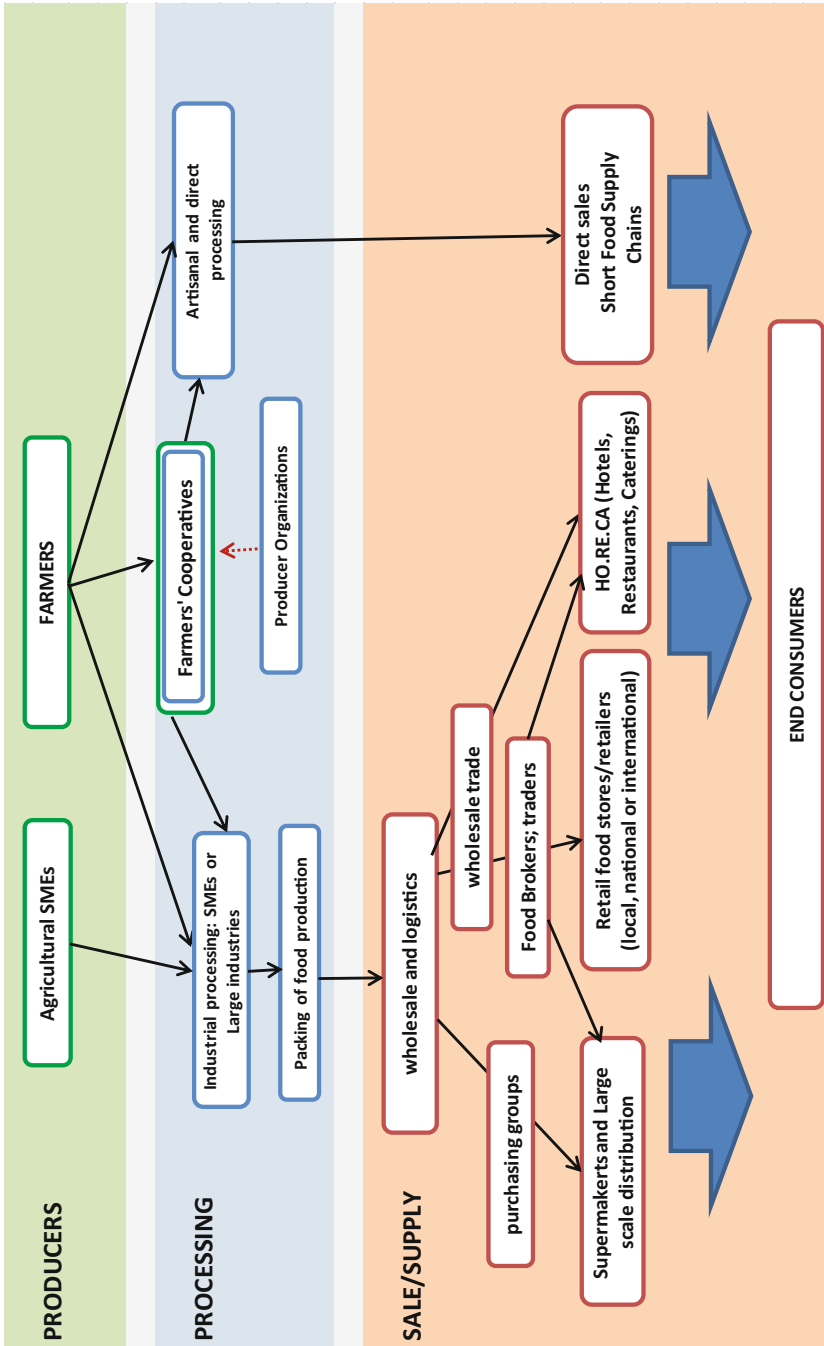 PRODUCERS
Agricultural SMEs
FARMERS
PROCESSING
Industrial processing: SMEs or
Large industries
Farmers' Cooperatives
Artisanal and direct
processing
Packing of food production
Producer Organizations
SALE/SUPPLY
wholesale and logistics
purchasing groups
wholesale trade
Food Brokers; traders
Supermakerts and Large
scale distribution
Retail food stores/retailers
(local, national or international)
HO.RE.CA (Hotels,
Restaurants, Caterings)
Direct sales
Short Food Supply
Chains
END CONSUMERS